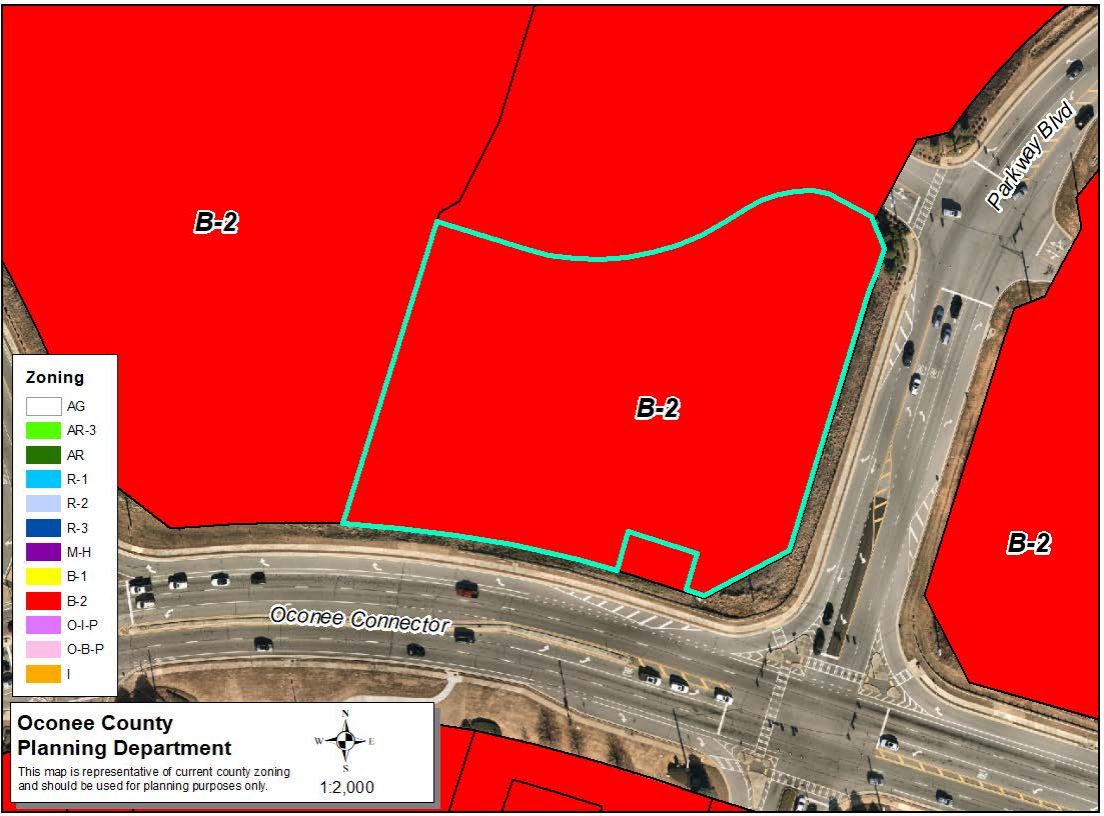 Parkway Blvd
B-2
B-2
B-2
Oconee Connector
Zoning
AG
AR-3
AR
R-1
R-2
R-3
M-H
B-1
B-2
O-I-P
O-B-P
I
Oconee County
Planning Department
This map is representative of current county zoning
and should be used for planning purposes only.
N
W E
S
1:2,000